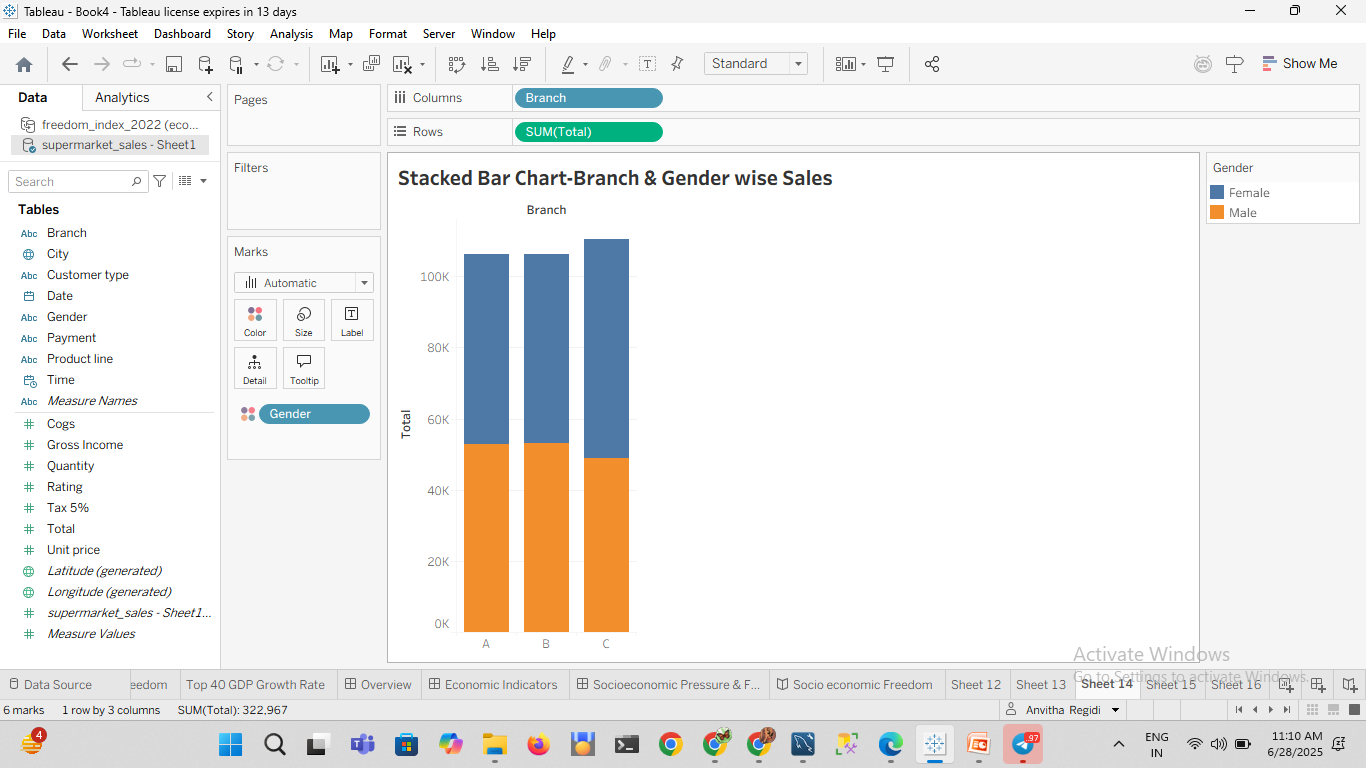 Tableau - Book4 - Tableau license expires in 13 days
File Data Worksheet Dashboard Story Analysis Map Format Server Window Help
Standard
Show Me
Data Analytics
freedom_index_2022 (eco...
supermarket_sales - Sheet1
Search
Tables
Abc Branch
City
Abc Customer type
Date
Abc Gender
Abc Payment
Abc Product line
Time
Abc Measure Names
# Cogs
# Gross Income
# Quantity
# Rating
# Tax 5%
# Total
# Unit price
Latitude (generated)
Longitude (generated)
# supermarket_sales - Sheet1...
# Measure Values
Pages
Filters
Marks
Automatic
Color Size Label
Detail Tooltip
Gender
Columns Branch
Rows SUM(Total)
Stacked Bar Chart-Branch & Gender wise Sales
Branch
100K
80K
60K
40K
20K
0K
Total
A B C
Gender
Female
Male
Activate Windows
Go to Settings to activate Windows.
Data Source eedom Top 40 GDP Growth Rate Overview Economic Indicators Socioeconomic Pressure & F... Socio economic Freedom Sheet 12 Sheet 13 Sheet 14 Sheet 15 Sheet 16
6 marks 1 row by 3 columns SUM(Total): 322,967 Anvitha Regidi
4
97
ENG
IN
11:10 AM
6/28/2025